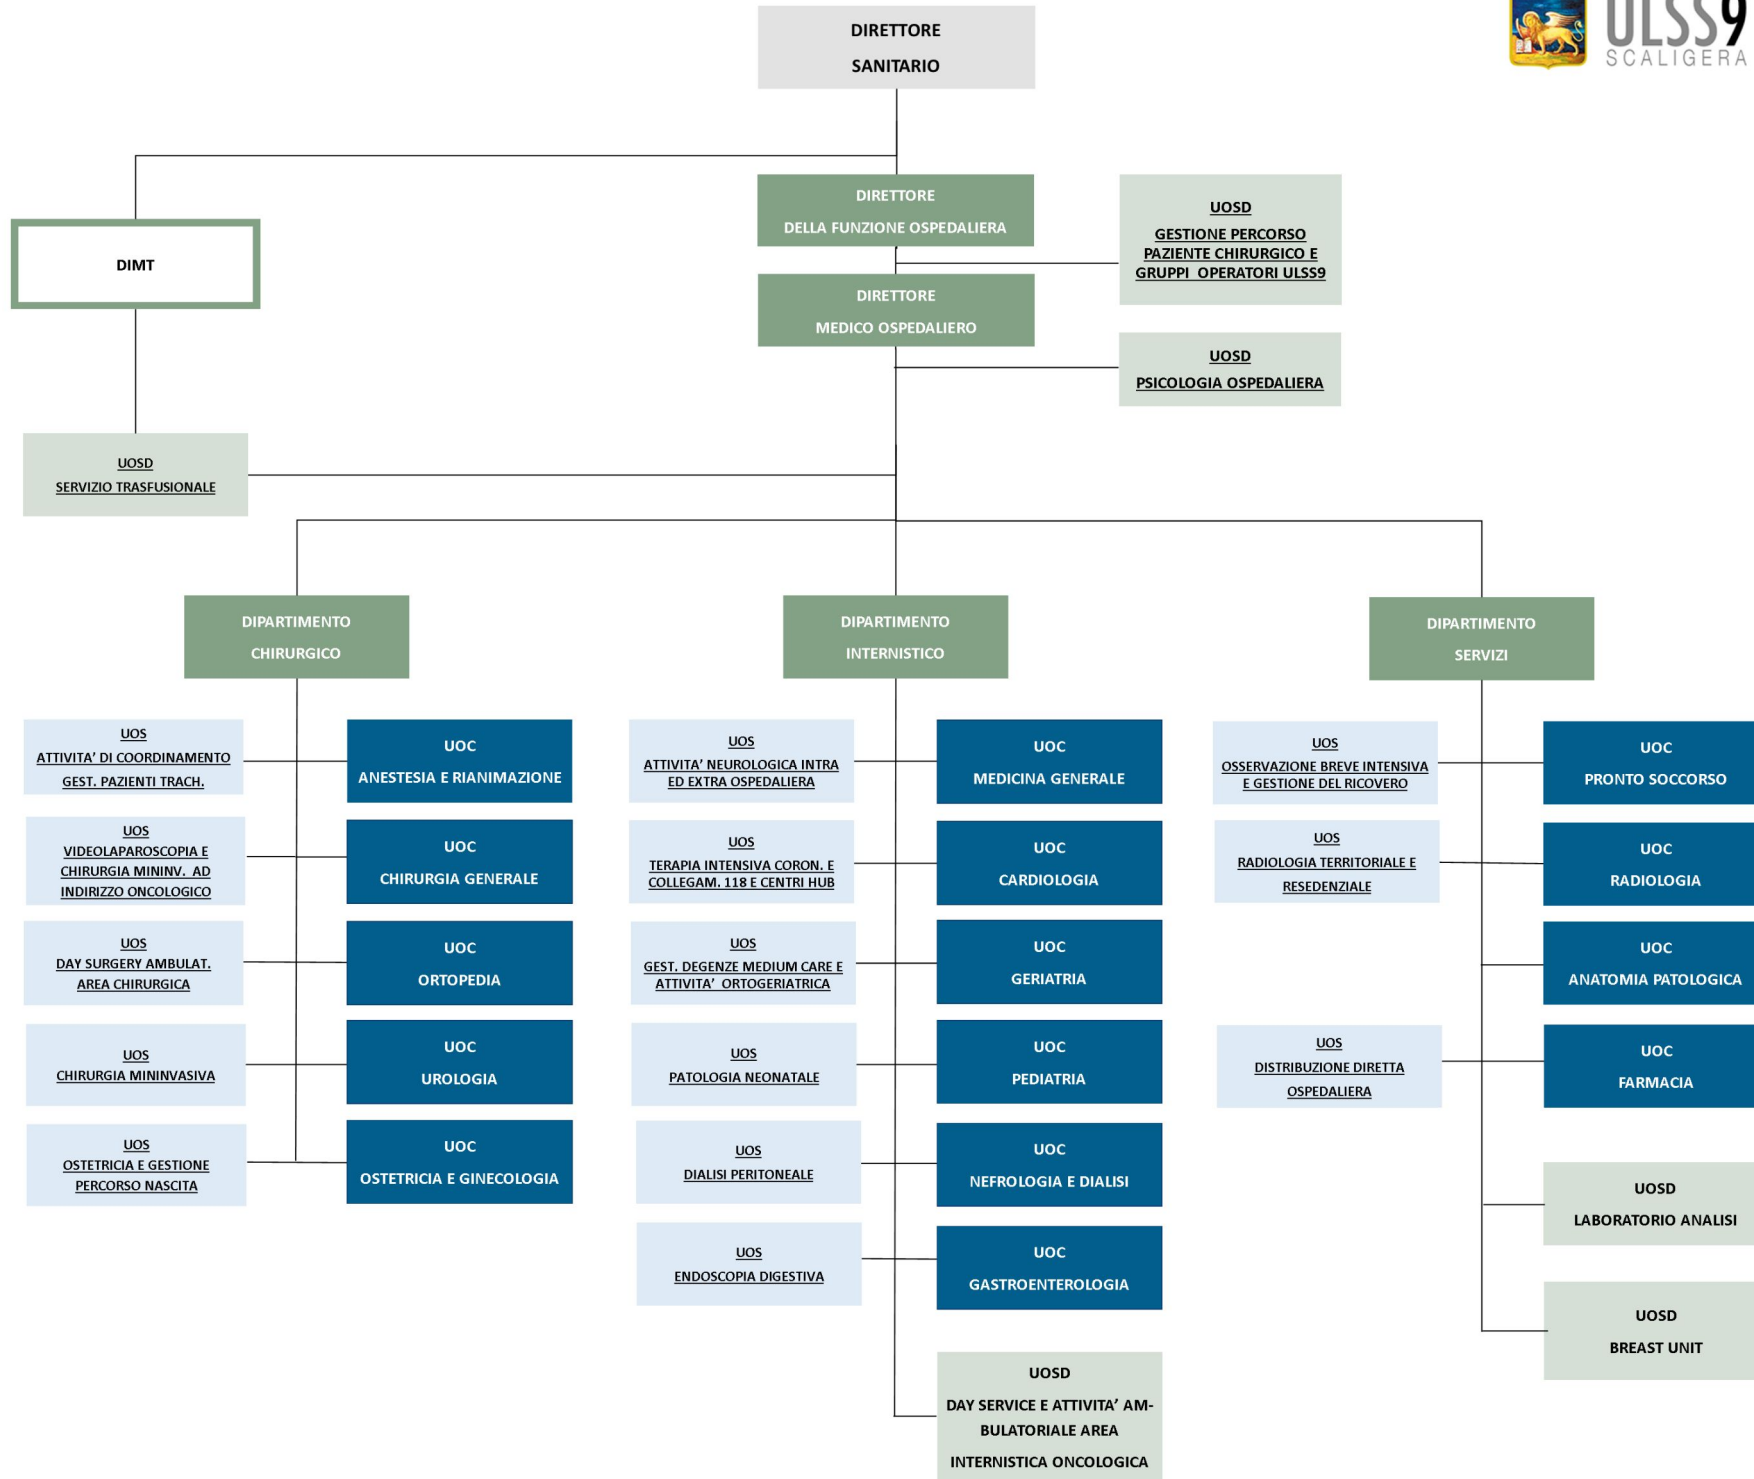 DIRETTORE
SANITARIO
ULSS9
SCALIGERA
DIRETTORE
DELLA FUNZIONE OSPEDALIERA
UOSD
GESTIONE PERCORSO
PAZIENTE CHIRURGICO E
GRUPPI OPERATORI ULSS9
DIMT
DIRETTORE
MEDICO OSPEDALIERO
UOSD
PSICOLOGIA OSPEDALIERA
UOSD
SERVIZIO TRASFUSIONALE
DIPARTIMENTO
CHIRURGICO
DIPARTIMENTO
INTERNISTICO
DIPARTIMENTO
SERVIZI
UOS
ATTIVITA' DI COORDINAMENTO
GEST. PAZIENTI TRACH.
UOC
ANESTESIA E RIANIMAZIONE
UOS
VIDEOLAPAROSCOPIA E
CHIRURGIA MININV. AD
INDIRIZZO ONCOLOGICO
UOC
CHIRURGIA GENERALE
UOS
DAY SURGERY AMBULAT.
AREA CHIRURGICA
UOC
ORTOPEDIA
UOS
CHIRURGIA MININVASIVA
UOC
UROLOGIA
UOS
OSTETRICIA E GESTIONE
PERCORSO NASCITA
UOC
OSTETRICIA E GINECOLOGIA
UOS
ATTIVITA' NEUROLOGICA INTRA
ED EXTRA OSPEDALIERA
UOC
MEDICINA GENERALE
UOS
TERAPIA INTENSIVA CORON. E
COLLEGAM. 118 E CENTRI HUB
UOC
CARDIOLOGIA
UOS
GEST. DEGENZE MEDIUM CARE E
ATTIVITA' ORTOGERIATRICA
UOC
GERIATRIA
UOS
PATOLOGIA NEONATALE
UOC
PEDIATRIA
UOS
DIALISI PERITONEALE
UOC
NEFROLOGIA E DIALISI
UOS
ENDOSCOPIA DIGESTIVA
UOC
GASTROENTEROLOGIA
UOSD
DAY SERVICE E ATTIVITA' AM-
BULATORIALE AREA
INTERNISTICA ONCOLOGICA
UOS
OSSERVAZIONE BREVE INTENSIVA
E GESTIONE DEL RICOVERO
UOC
PRONTO SOCCORSO
UOS
RADIOLOGIA TERRITORIALE E
RESEDENZIALE
UOC
RADIOLOGIA
UOC
ANATOMIA PATOLOGICA
UOS
DISTRIBUZIONE DIRETTA
OSPEDALIERA
UOC
FARMACIA
UOSD
LABORATORIO ANALISI
UOSD
BREAST UNIT